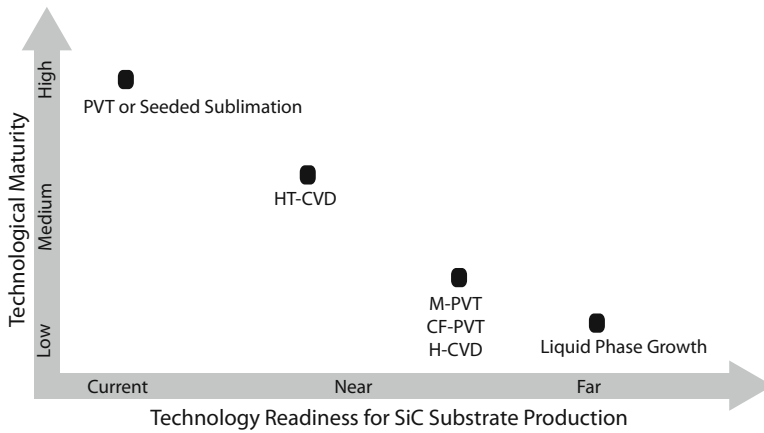 Technological Maturity
High
Medium
Low
PVT or Seeded Sublimation
HT-CVD
M-PVT
CF-PVT
H-CVD
Liquid Phase Growth
Current
Near
Far
Technology Readiness for SiC Substrate Production